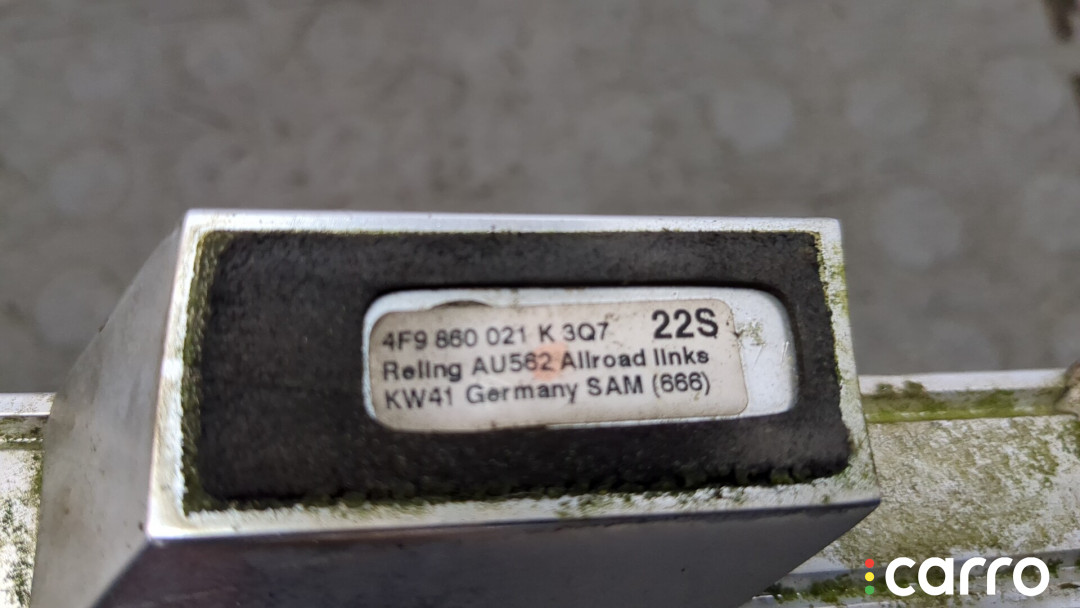 4F9 860 021 K 3Q7 22S
Reling AU562 Allroad links
KW41 Germany SAM (666)
carro